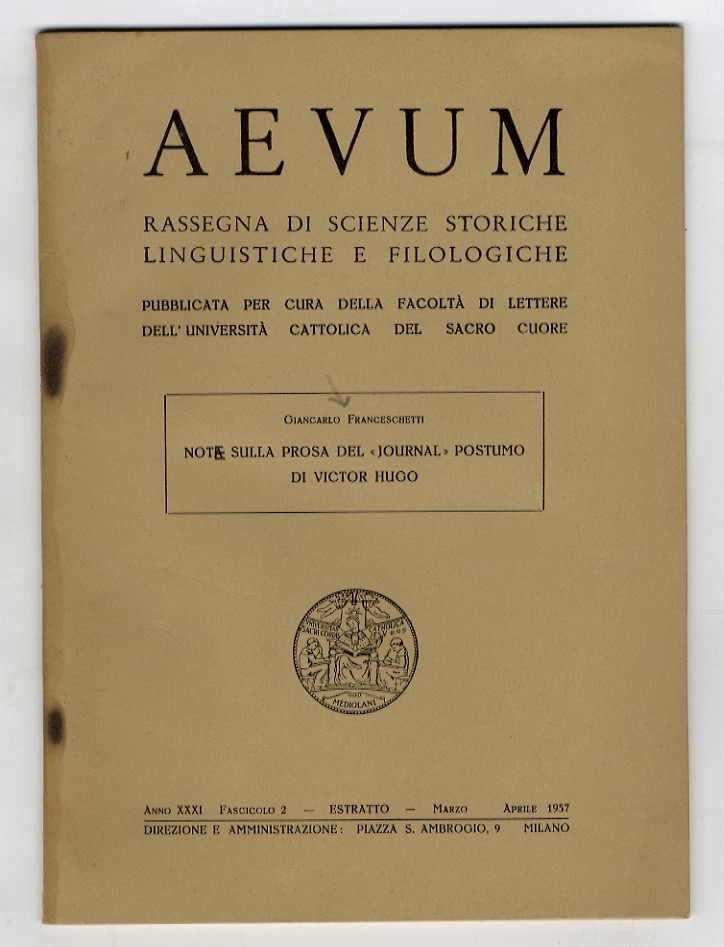 AEVUM
RASSEGNA DI SCIENZE STORICHE
LINGUISTICHE E FILOLOGICHE
PUBBLICATA PER CURA DELLA FACOLTÀ DI LETTERE
DELL'UNIVERSITÀ CATTOLICA DEL SACRO CUORE
GIANCARLO FRANCESCHETTI
NOTE SULLA PROSA DEL «JOURNAL» POSTUMO
DI VICTOR HUGO
MEDIOLANI
ANNO XXXI FASCICOLO 2 — ESTRATTO — MARZO APRILE 1957
DIREZIONE E AMMINISTRAZIONE: PIAZZA S. AMBROGIO, 9 MILANO